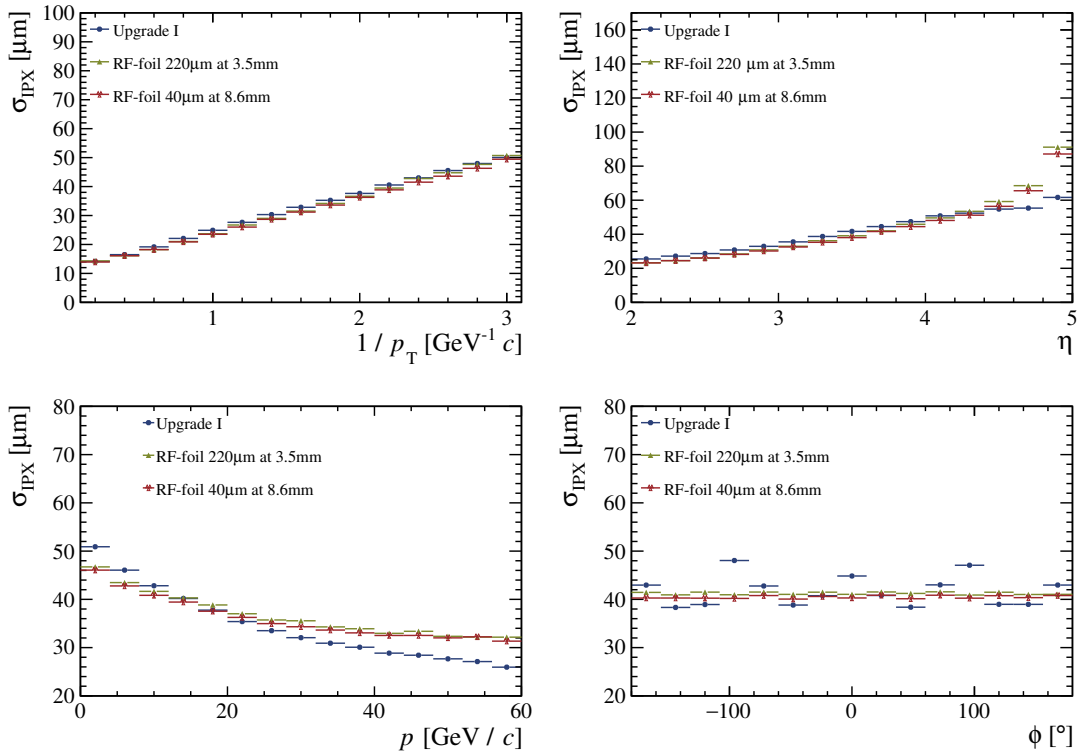 σ_IPX [μm]
100
90
80
70
60
50
40
30
20
10
0
Upgrade I
RF-foil 220μm at 3.5mm
RF-foil 40μm at 8.6mm
1 2 3
1 / p_T [GeV⁻¹ c]
σ_IPX [μm]
160
140
120
100
80
60
40
20
0
Upgrade I
RF-foil 220 μm at 3.5mm
RF-foil 40 μm at 8.6mm
2 3 4 5
η
σ_IPX [μm]
80
70
60
50
40
30
20
Upgrade I
RF-foil 220μm at 3.5mm
RF-foil 40μm at 8.6mm
0 20 40 60
p [GeV / c]
σ_IPX [μm]
80
70
60
50
40
30
20
Upgrade I
RF-foil 220μm at 3.5mm
RF-foil 40μm at 8.6mm
−100 0 100
ϕ [°]